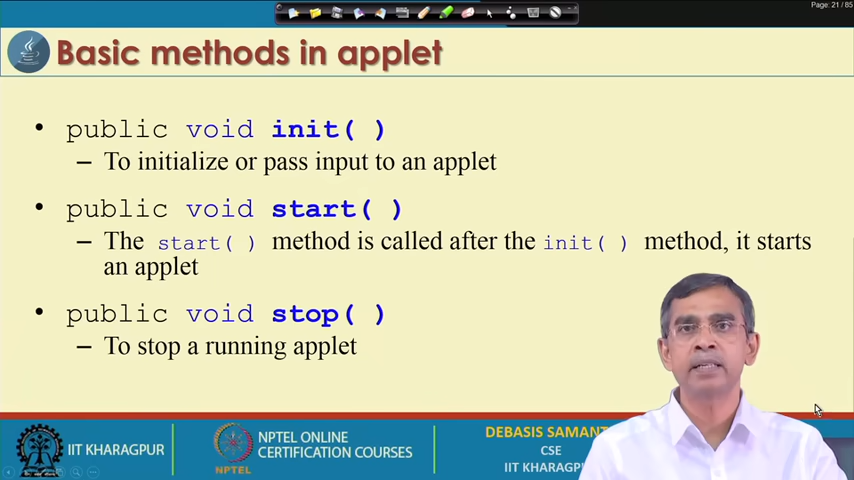 Page: 21 / 85
Basic methods in applet
• public void init( )
– To initialize or pass input to an applet
• public void start( )
– The start( ) method is called after the init( ) method, it starts
an applet
• public void stop( )
– To stop a running applet
IIT KHARAGPUR
NPTEL
NPTEL ONLINE
CERTIFICATION COURSES
DEBASIS SAMANT
CSE
IIT KHARAGP